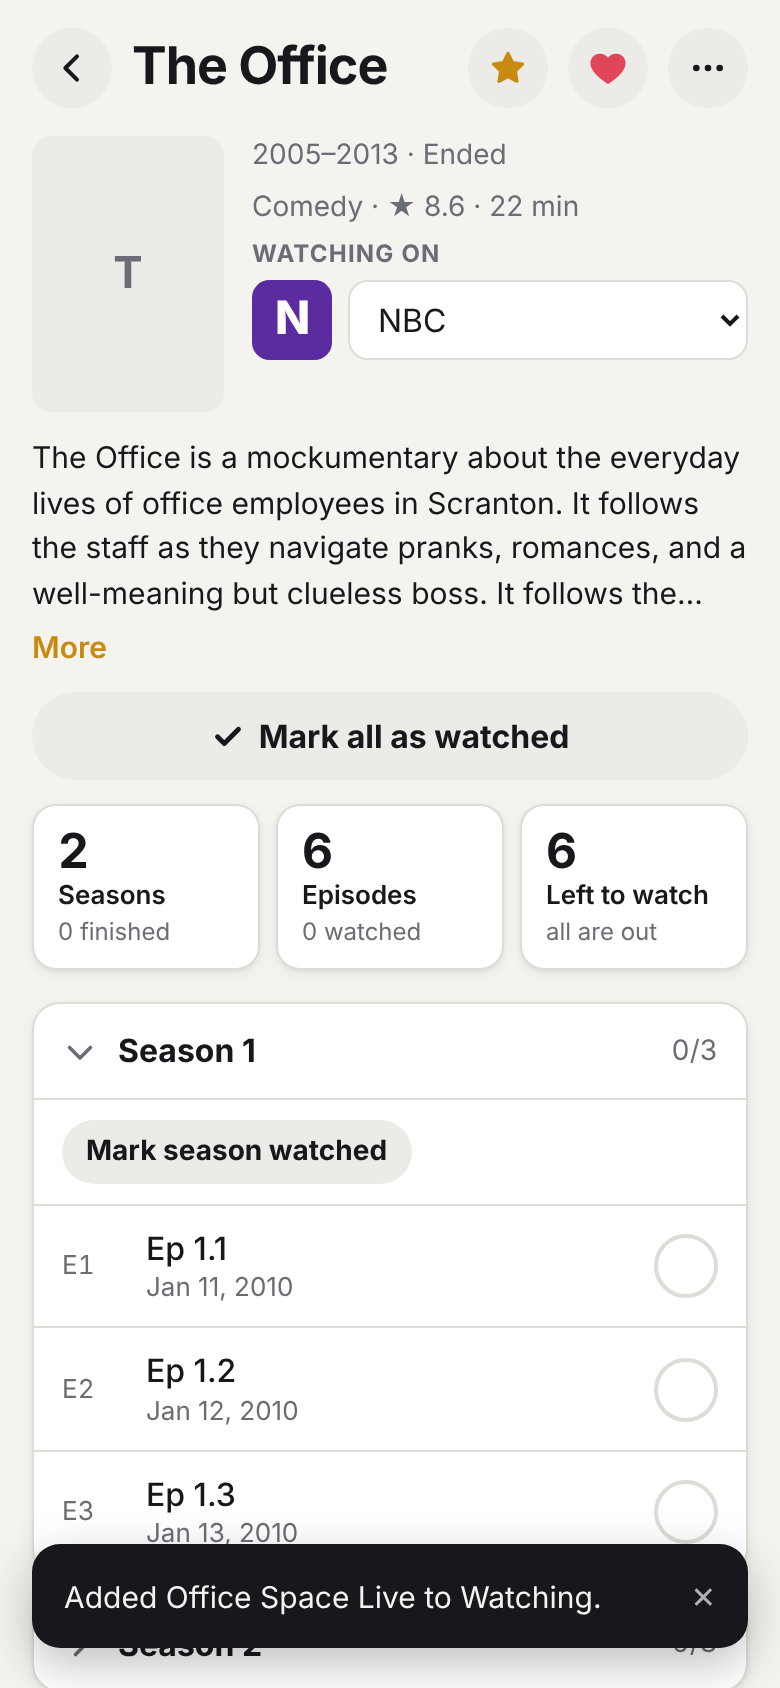 The Office
T
2005–2013 · Ended
Comedy · ★ 8.6 · 22 min
WATCHING ON
N
NBC
The Office is a mockumentary about the everyday
lives of office employees in Scranton. It follows
the staff as they navigate pranks, romances, and a
well-meaning but clueless boss. It follows the...
More
Mark all as watched
2
Seasons
0 finished
6
Episodes
0 watched
6
Left to watch
all are out
Season 1
0/3
Mark season watched
E1
Ep 1.1
Jan 11, 2010
E2
Ep 1.2
Jan 12, 2010
E3
Ep 1.3
Jan 13, 2010
Added Office Space Live to Watching.
Season 2
0/3